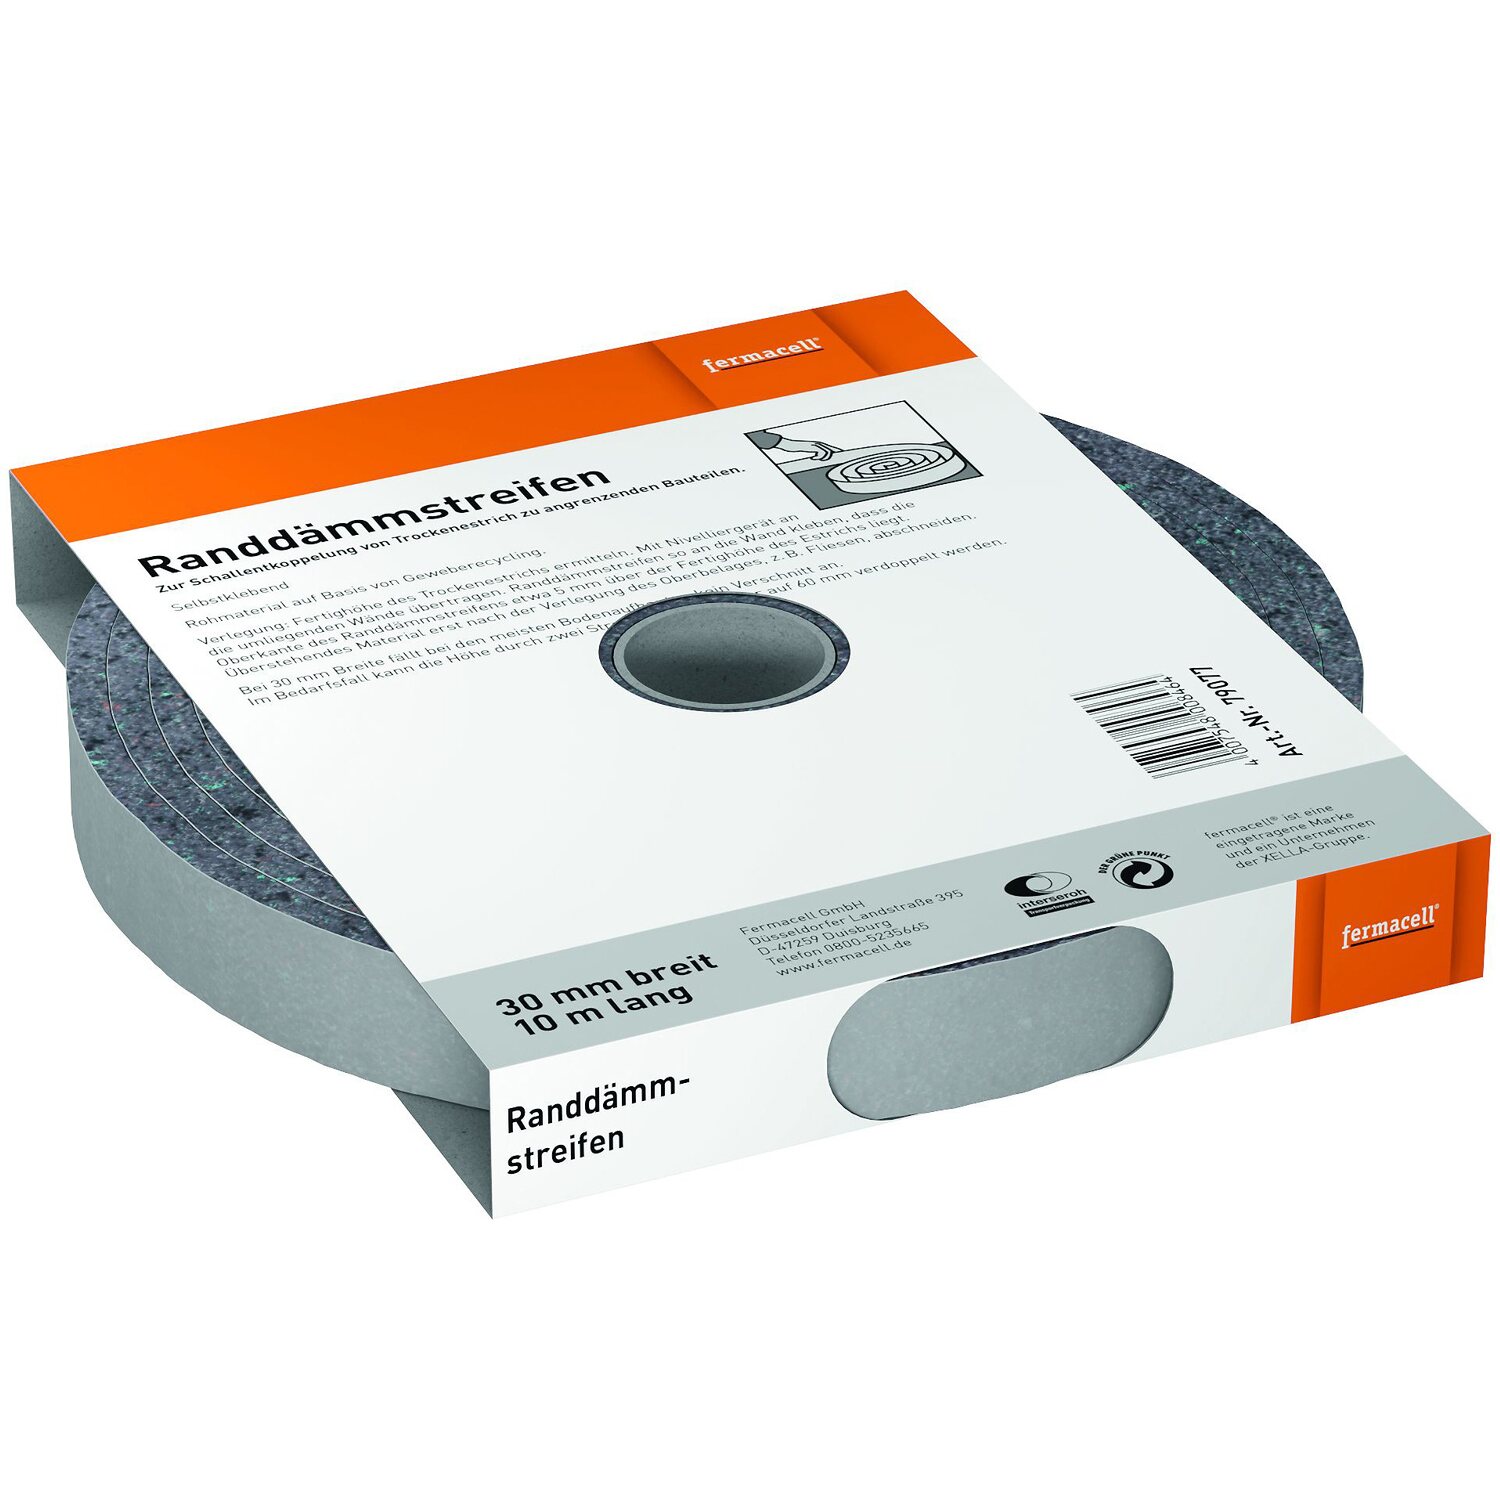 fermacell®
Randdämmstreifen
Zur Schallentkoppelung von Trockenestrich zu angrenzenden Bauteilen.
Selbstklebend
Rohmaterial auf Basis von Geweberecycling.
Verlegung: Fertighöhe des Trockenestrichs ermitteln. Mit Nivelliergerät an
die umliegenden Wände übertragen. Randdämmstreifen so an die Wand kleben, dass die
Oberkante des Randdämmstreifens etwa 5 mm über der Fertighöhe des Estrichs liegt.
Überstehendes Material erst nach der Verlegung des Oberbelages, z.B. Fliesen, abschneiden.
Bei 30 mm Breite fällt bei den meisten Bodenaufb kein Verschnitt an.
Im Bedarfsfall kann die Höhe durch zwei Str auf 60 mm verdoppelt werden.
4 007548 008464
Art.-Nr. 79077
30 mm breit
10 m lang
Fermacell GmbH
Düsseldorfer Landstraße 395
D-47259 Duisburg
Telefon 0800-5235665
www.fermacell.de
interseroh
Transportverpackung
DER GRÜNE PUNKT
fermacell® ist eine
eingetragene Marke
und ein Unternehmen
der XELLA-Gruppe.
Randdämm-
streifen
fermacell®